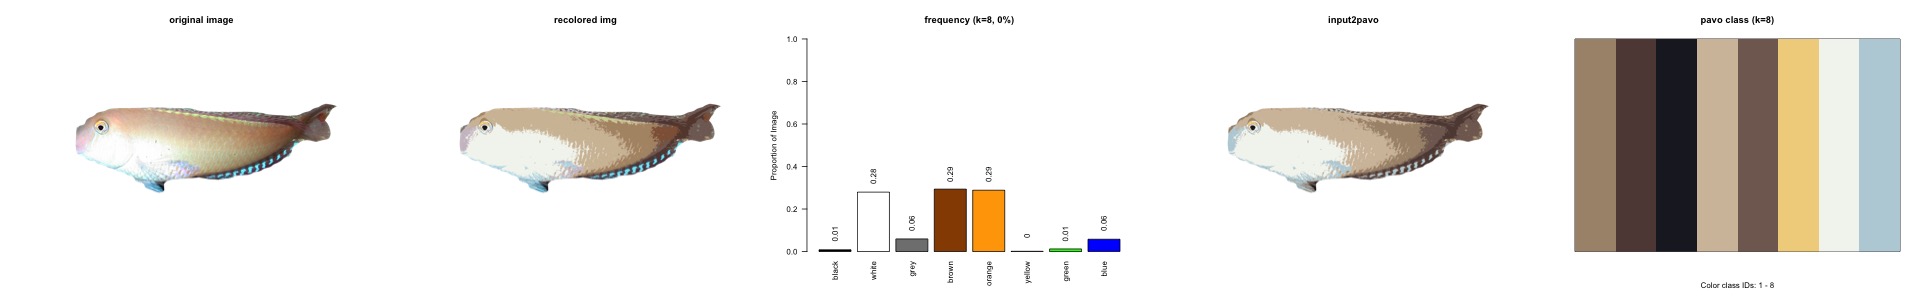 original image
recolored img
frequency (k=8, 0%)
input2pavo
pavo class (k=8)
Proportion of Image
1.0
0.8
0.6
0.4
0.2
0.0
0.01
0.28
0.06
0.29
0.29
0
0.01
0.06
black
white
grey
brown
orange
yellow
green
blue
Color class IDs: 1 - 8